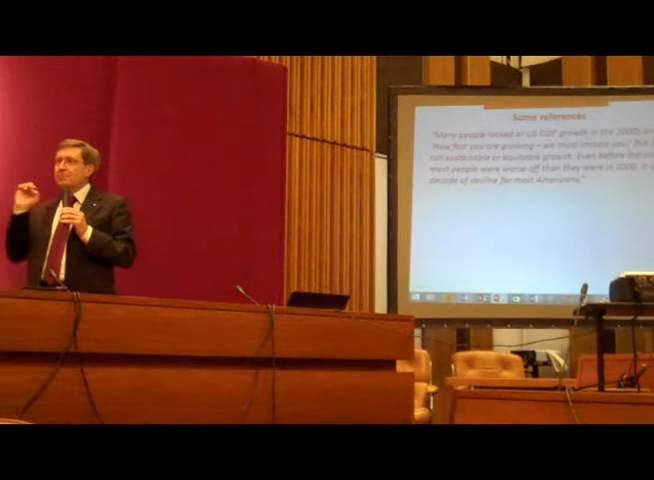 Some references
"Many people looked at US GDP growth in the 2000s and
How fast you are growing – we must imitate you." But
not sustainable or equitable growth. Even before the
most people were worse off than they were in 2000. It
decade of decline for most Americans."